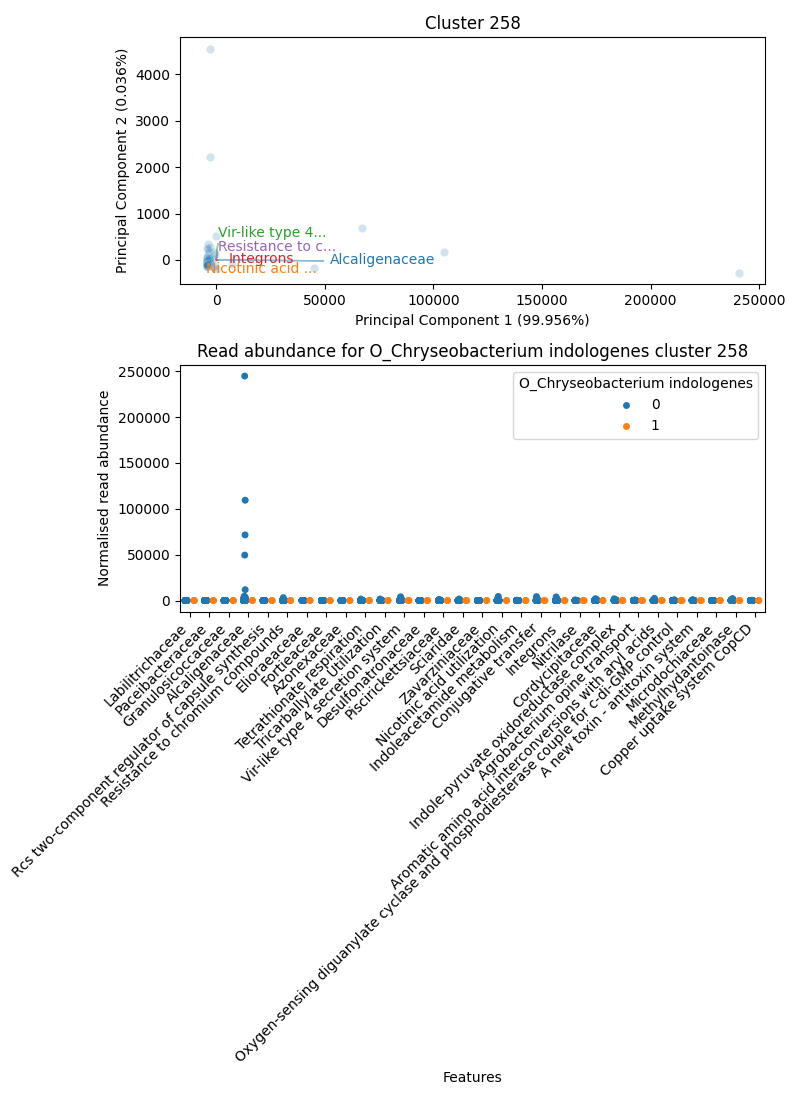 Cluster 258
Principal Component 2 (0.036%)
4000
3000
2000
1000
0
Vir-like type 4...
Resistance to c...
Integrons
Alcaligenaceae
Nicotinic acid ...
0
50000
100000
150000
200000
250000
Principal Component 1 (99.956%)
Read abundance for O_Chryseobacterium indologenes cluster 258
Normalised read abundance
250000
200000
150000
100000
50000
0
O_Chryseobacterium indologenes
0
1
Labilitrichaceae
Paceibacteraceae
Granulosicoccaceae
Alcaligenaceae
Rcs two-component regulator of capsule synthesis
Resistance to chromium compounds
Elioraeaceae
Fortieaceae
Azonexaceae
Tetrathionate respiration
Tricarballylate Utilization
Vir-like type 4 secretion system
Desulfonatronaceae
Piscirickettsiaceae
Sciaridae
Zavarziniaceae
Nicotinic acid utilization
Indoleacetamide metabolism
Conjugative transfer
Integrons
Nitrilase
Cordycipitaceae
Indole-pyruvate oxidoreductase complex
Agrobacterium opine transport
Aromatic amino acid interconversions with aryl acids
Oxygen-sensing diguanylate cyclase and phosphodiesterase couple for c-di-GMP control
A new toxin - antitoxin system
Microdochiaceae
Methylhydantoinase
Copper uptake system CopCD
Features